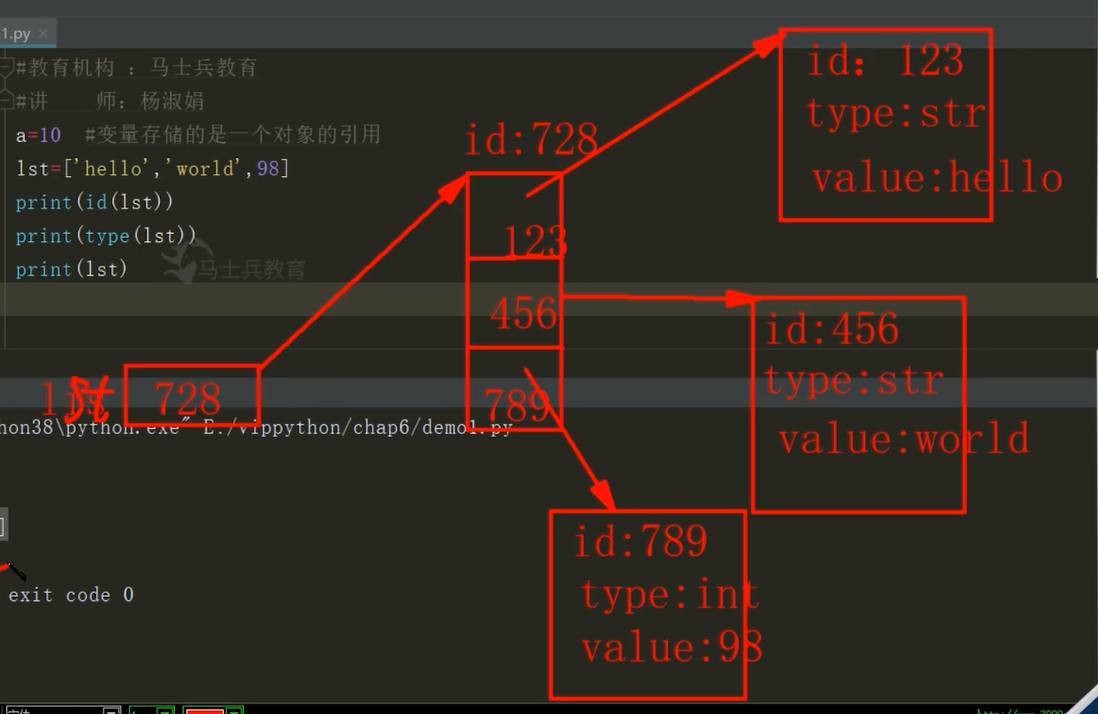 1.py ×
#教育机构 ：马士兵教育
#讲    师：杨淑娟
a=10  #变量存储的是一个对象的引用
lst=['hello','world',98]
print(id(lst))
print(type(lst))
print(lst)
马士兵教育
id:728
123
456
789
lst
728
id: 123
type:str
value:hello
id:456
type:str
value:world
id:789
type:int
value:98
hon38\python.exe" E:/vippython/chap6/demo1.py
]
exit code 0